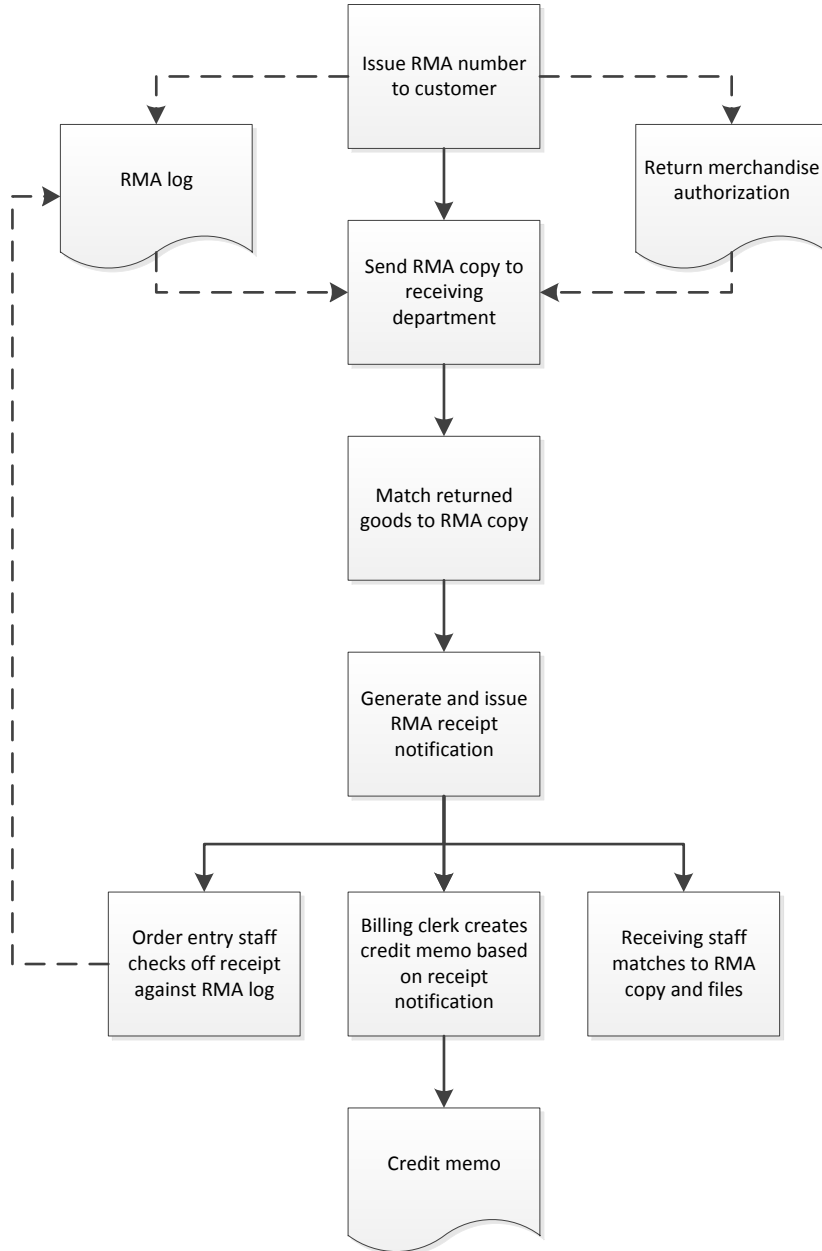 Issue RMA number
to customer
RMA log
Return merchandise
authorization
Send RMA copy to
receiving
department
Match returned
goods to RMA copy
Generate and issue
RMA receipt
notification
Order entry staff
checks off receipt
against RMA log
Billing clerk creates
credit memo based
on receipt
notification
Receiving staff
matches to RMA
copy and files
Credit memo